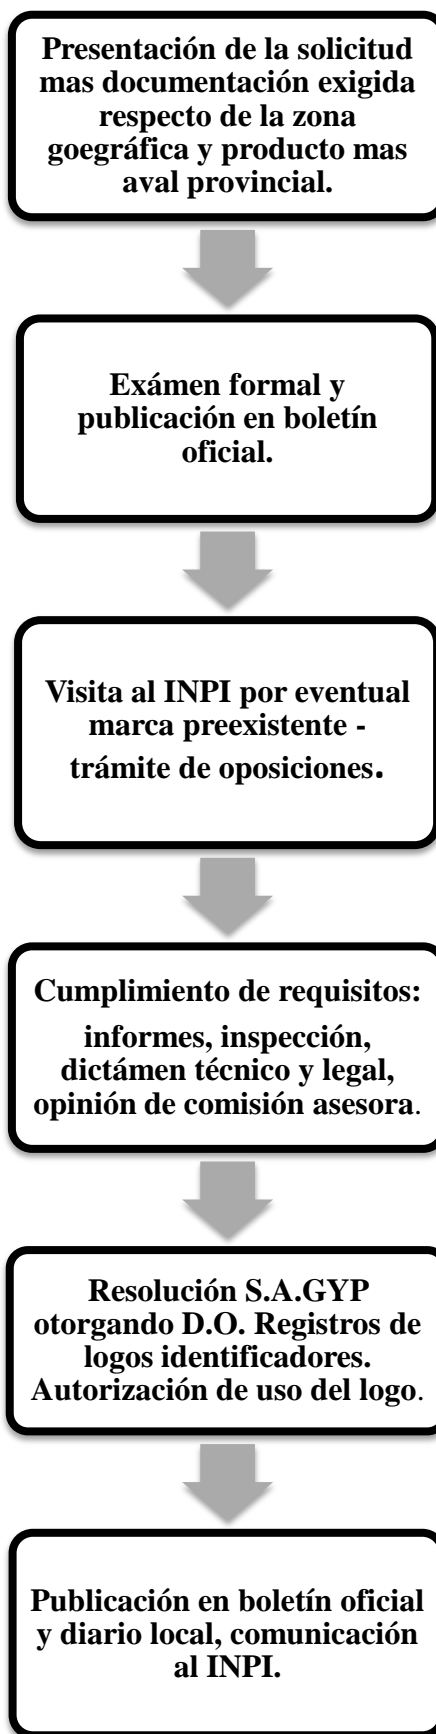 Presentación de la solicitud
mas documentación exigida
respecto de la zona
goegráfica y producto mas
aval provincial.
Exámen formal y
publicación en boletín
oficial.
Visita al INPI por eventual
marca preexistente -
trámite de oposiciones.
Cumplimiento de requisitos:
informes, inspección,
dictámen técnico y legal,
opinión de comisión asesora.
Resolución S.A.GYP
otorgando D.O. Registros de
logos identificadores.
Autorización de uso del logo.
Publicación en boletín oficial
y diario local, comunicación
al INPI.